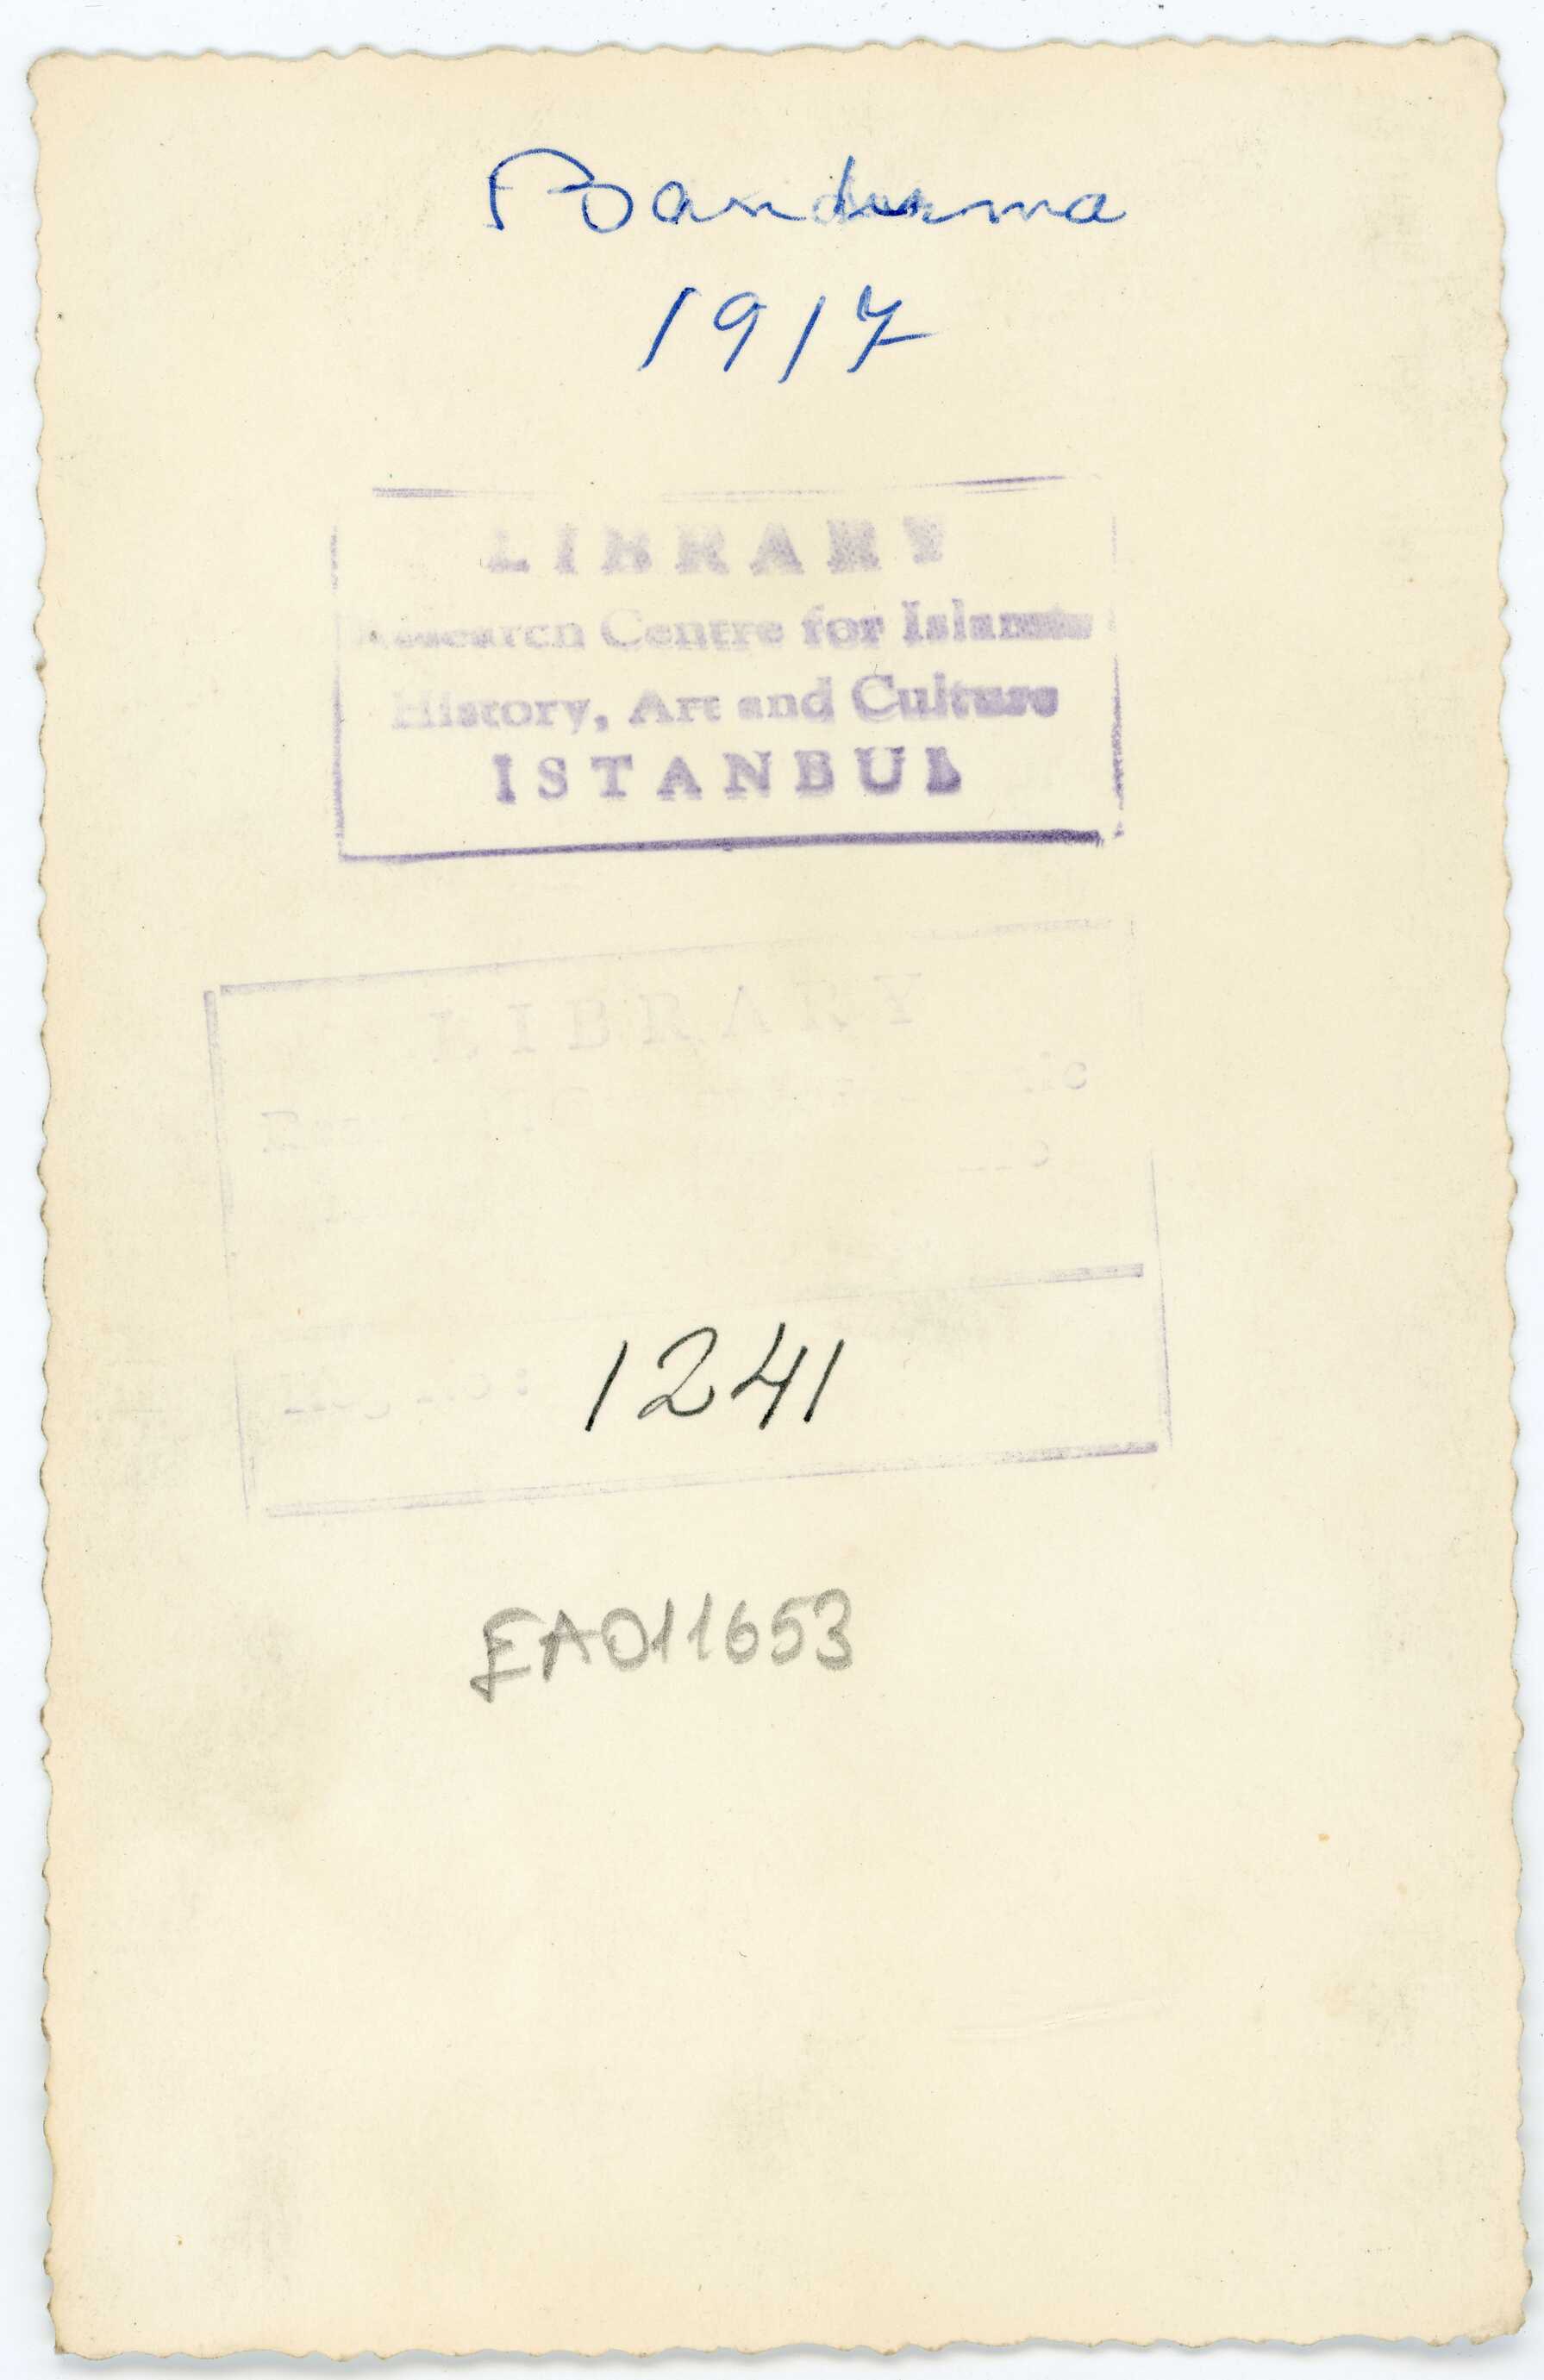 Bandırma
1917
LIBRARY
Research Centre for Islamic
History, Art and Culture
ISTANBUL
LIBRARY
1241
EA011653